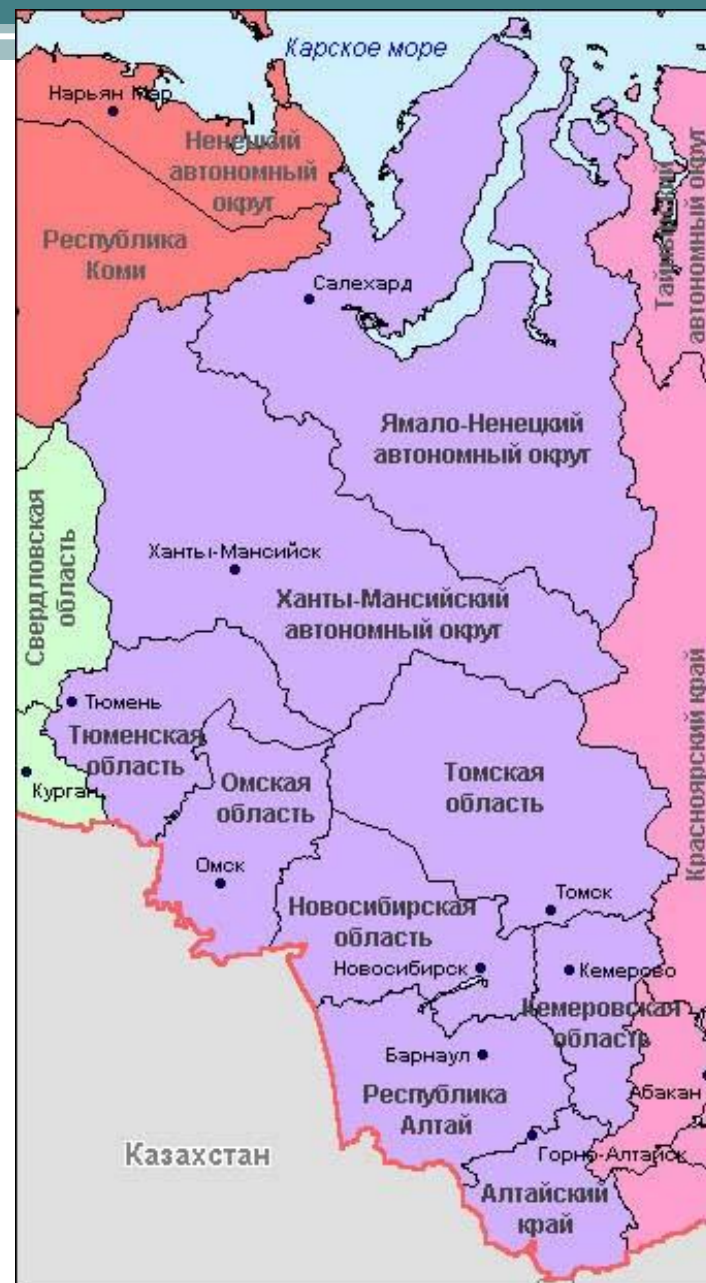 Карское море
Нарьян Мар
Ненецкий
автономный
округ
Республика
Коми
Таймырский
автономный округ
Салехард
Ямало-Ненецкий
автономный округ
Свердловская
область
Ханты-Мансийск
Ханты-Мансийский
автономный округ
Красноярский край
Тюмень
Тюменская
область
Курган
Омская
область
Томская
область
Омск
Томск
Новосибирская
область
Новосибирск
Кемерово
Кемеровская
область
Барнаул
Абакан
Республика
Алтай
Казахстан
Горно-Алтайск
Алтайский
край